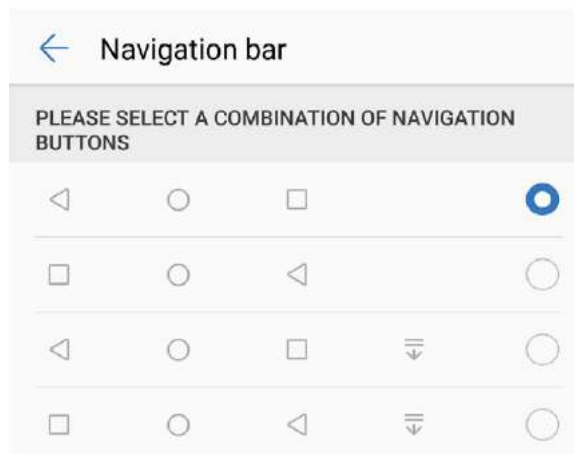 Navigation bar
PLEASE SELECT A COMBINATION OF NAVIGATION
BUTTONS